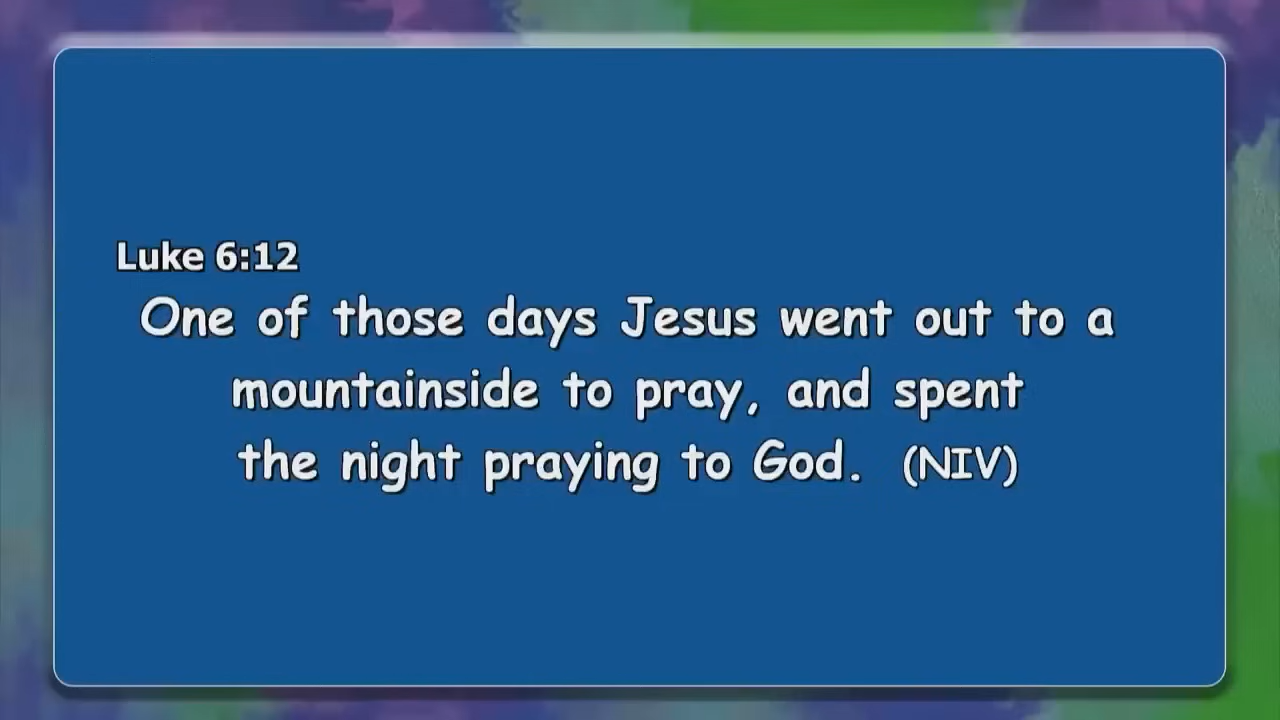 Luke 6:12
One of those days Jesus went out to a
mountainside to pray, and spent
the night praying to God. (NIV)